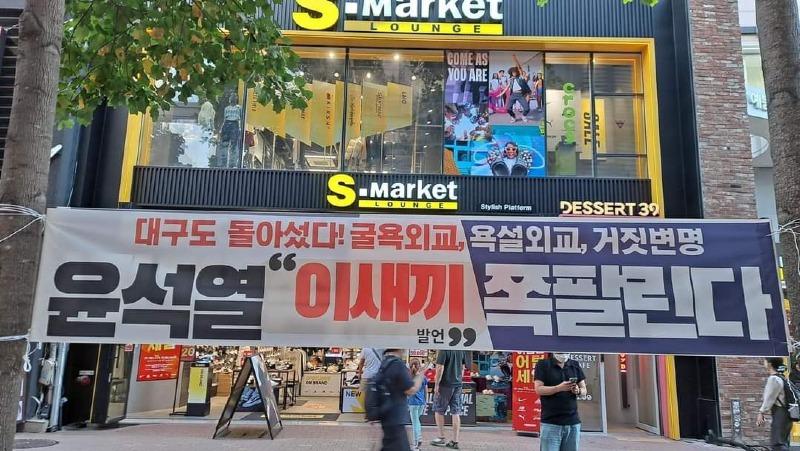 S.Market
LOUNGE
COME AS
YOU ARE
crocs
S.Market
LOUNGE
Stylish Platform
DESSERT 39
대구도 돌아섰다! 굴욕외교, 욕설외교, 거짓변명
윤석열 “이새끼 발언” 쪽팔린다
NEW